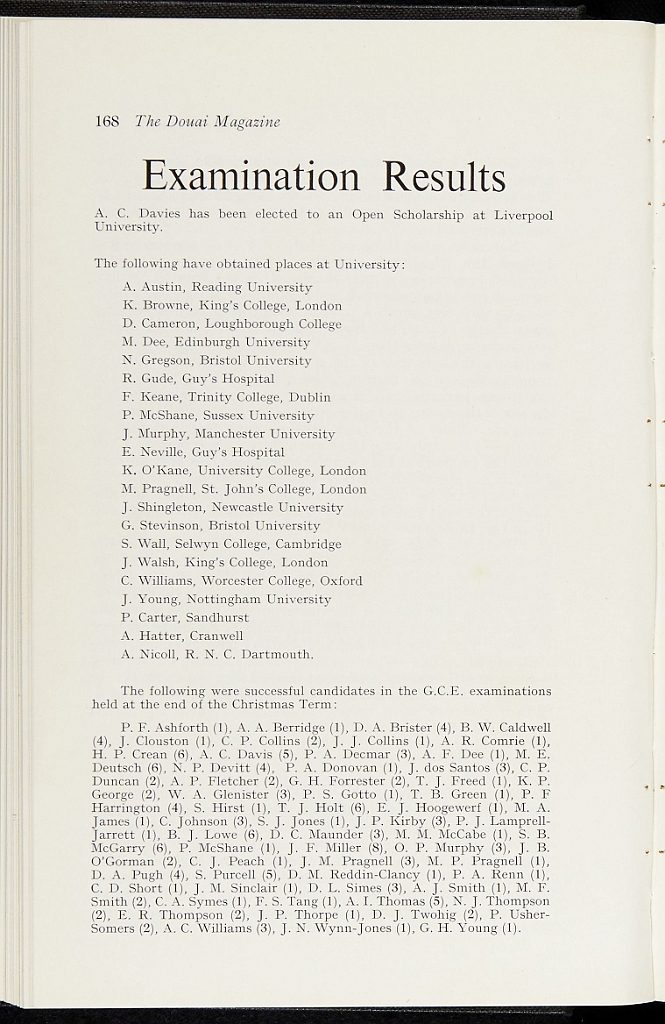 168 The Douai Magazine
Examination Results
A. C. Davies has been elected to an Open Scholarship at Liverpool
University.
The following have obtained places at University:
A. Austin, Reading University
K. Browne, King's College, London
D. Cameron, Loughborough College
M. Dee, Edinburgh University
N. Gregson, Bristol University
R. Gude, Guy's Hospital
F. Keane, Trinity College, Dublin
P. McShane, Sussex University
J. Murphy, Manchester University
E. Neville, Guy's Hospital
K. O'Kane, University College, London
M. Pragnell, St. John's College, London
J. Shingleton, Newcastle University
G. Stevinson, Bristol University
S. Wall, Selwyn College, Cambridge
J. Walsh, King's College, London
C. Williams, Worcester College, Oxford
J. Young, Nottingham University
P. Carter, Sandhurst
A. Hatter, Cranwell
A. Nicoll, R. N. C. Dartmouth.
The following were successful candidates in the G.C.E. examinations
held at the end of the Christmas Term:
P. F. Ashforth (1), A. A. Berridge (1), D. A. Brister (4), B. W. Caldwell
(4), J. Clouston (1), C. P. Collins (2), J. J. Collins (1), A. R. Comrie (1),
H. P. Crean (6), A. C. Davis (5), P. A. Decmar (3), A. F. Dee (1), M. E.
Deutsch (6), N. P. Devitt (4), P. A. Donovan (1), J. dos Santos (3), C. P.
Duncan (2), A. P. Fletcher (2), G. H. Forrester (2), T. J. Freed (1), K. P.
George (2), W. A. Glenister (3), P. S. Gotto (1), T. B. Green (1), P. F
Harrington (4), S. Hirst (1), T. J. Holt (6), E. J. Hoogewerf (1), M. A.
James (1), C. Johnson (3), S. J. Jones (1), J. P. Kirby (3), P. J. Lamprell-
Jarrett (1), B. J. Lowe (6), D. C. Maunder (3), M. M. McCabe (1), S. B.
McGarry (6), P. McShane (1), J. F. Miller (8), O. P. Murphy (3), J. B.
O'Gorman (2), C. J. Peach (1), J. M. Pragnell (3), M. P. Pragnell (1),
D. A. Pugh (4), S. Purcell (5), D. M. Reddin-Clancy (1), P. A. Renn (1),
C. D. Short (1), J. M. Sinclair (1), D. L. Simes (3), A. J. Smith (1), M. F.
Smith (2), C. A. Symes (1), F. S. Tang (1), A. I. Thomas (5), N. J. Thompson
(2), E. R. Thompson (2), J. P. Thorpe (1), D. J. Twohig (2), P. Usher-
Somers (2), A. C. Williams (3), J. N. Wynn-Jones (1), G. H. Young (1).